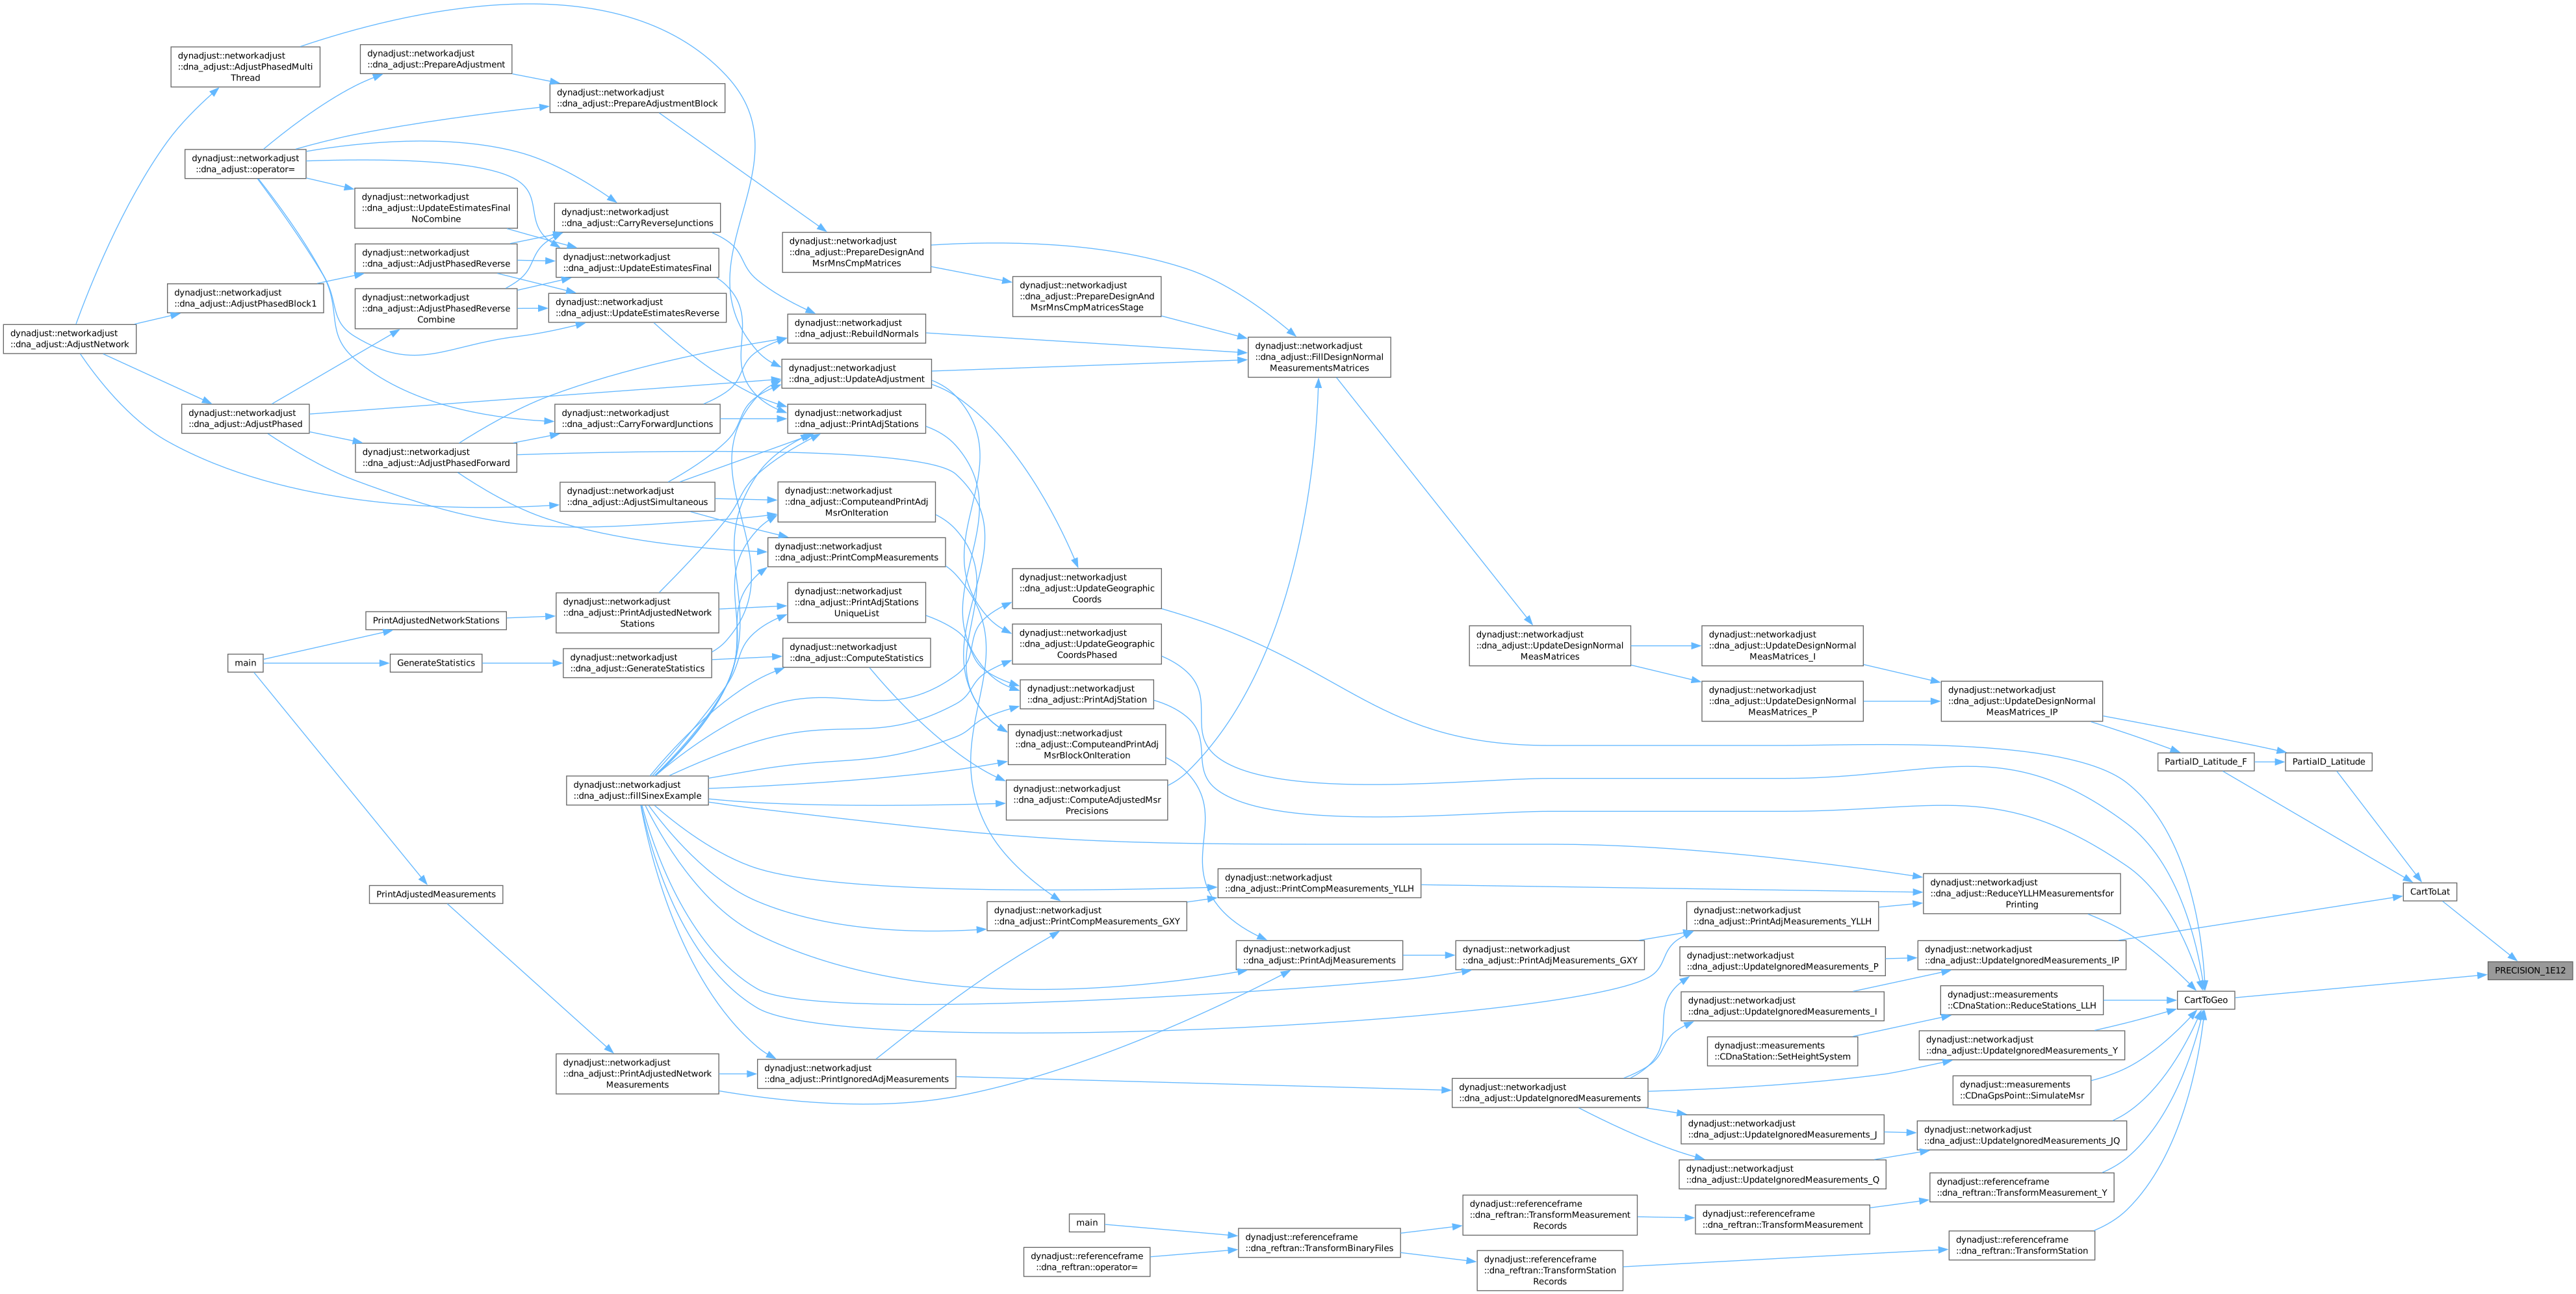 dynadjust::networkadjust
::dna_adjust::AdjustPhasedMulti
Thread
dynadjust::networkadjust
::dna_adjust::PrepareAdjustment
dynadjust::networkadjust
::dna_adjust::PrepareAdjustmentBlock
dynadjust::networkadjust
::dna_adjust::operator=
dynadjust::networkadjust
::dna_adjust::UpdateEstimatesFinal
NoCombine
dynadjust::networkadjust
::dna_adjust::CarryReverseJunctions
dynadjust::networkadjust
::dna_adjust::AdjustPhasedReverse
dynadjust::networkadjust
::dna_adjust::UpdateEstimatesFinal
dynadjust::networkadjust
::dna_adjust::PrepareDesignAnd
MsrMnsCmpMatrices
dynadjust::networkadjust
::dna_adjust::PrepareDesignAnd
MsrMnsCmpMatricesStage
dynadjust::networkadjust
::dna_adjust::AdjustPhasedBlock1
dynadjust::networkadjust
::dna_adjust::AdjustPhasedReverse
Combine
dynadjust::networkadjust
::dna_adjust::UpdateEstimatesReverse
dynadjust::networkadjust
::dna_adjust::RebuildNormals
dynadjust::networkadjust
::dna_adjust::AdjustNetwork
dynadjust::networkadjust
::dna_adjust::FillDesignNormal
MeasurementsMatrices
dynadjust::networkadjust
::dna_adjust::UpdateAdjustment
dynadjust::networkadjust
::dna_adjust::AdjustPhased
dynadjust::networkadjust
::dna_adjust::CarryForwardJunctions
dynadjust::networkadjust
::dna_adjust::PrintAdjStations
dynadjust::networkadjust
::dna_adjust::AdjustPhasedForward
dynadjust::networkadjust
::dna_adjust::AdjustSimultaneous
dynadjust::networkadjust
::dna_adjust::ComputeandPrintAdj
MsrOnIteration
dynadjust::networkadjust
::dna_adjust::PrintCompMeasurements
dynadjust::networkadjust
::dna_adjust::UpdateGeographic
Coords
dynadjust::networkadjust
::dna_adjust::PrintAdjStations
UniqueList
PrintAdjustedNetworkStations
dynadjust::networkadjust
::dna_adjust::PrintAdjustedNetwork
Stations
dynadjust::networkadjust
::dna_adjust::UpdateGeographic
CoordsPhased
dynadjust::networkadjust
::dna_adjust::ComputeStatistics
main
GenerateStatistics
dynadjust::networkadjust
::dna_adjust::GenerateStatistics
dynadjust::networkadjust
::dna_adjust::UpdateDesignNormal
MeasMatrices
dynadjust::networkadjust
::dna_adjust::UpdateDesignNormal
MeasMatrices_I
dynadjust::networkadjust
::dna_adjust::PrintAdjStation
dynadjust::networkadjust
::dna_adjust::UpdateDesignNormal
MeasMatrices_P
dynadjust::networkadjust
::dna_adjust::UpdateDesignNormal
MeasMatrices_IP
dynadjust::networkadjust
::dna_adjust::ComputeandPrintAdj
MsrBlockOnIteration
PartialD_Latitude_F
PartialD_Latitude
dynadjust::networkadjust
::dna_adjust::fillSinexExample
dynadjust::networkadjust
::dna_adjust::ComputeAdjustedMsr
Precisions
PrintAdjustedMeasurements
dynadjust::networkadjust
::dna_adjust::PrintCompMeasurements_YLLH
dynadjust::networkadjust
::dna_adjust::ReduceYLLHMeasurementsfor
Printing
CartToLat
dynadjust::networkadjust
::dna_adjust::PrintCompMeasurements_GXY
dynadjust::networkadjust
::dna_adjust::PrintAdjMeasurements_YLLH
dynadjust::networkadjust
::dna_adjust::PrintAdjMeasurements
dynadjust::networkadjust
::dna_adjust::PrintAdjMeasurements_GXY
dynadjust::networkadjust
::dna_adjust::UpdateIgnoredMeasurements_P
dynadjust::networkadjust
::dna_adjust::UpdateIgnoredMeasurements_IP
PRECISION_1E12
dynadjust::networkadjust
::dna_adjust::UpdateIgnoredMeasurements_I
dynadjust::measurements
::CDnaStation::ReduceStations_LLH
CartToGeo
dynadjust::measurements
::CDnaStation::SetHeightSystem
dynadjust::networkadjust
::dna_adjust::UpdateIgnoredMeasurements_Y
dynadjust::networkadjust
::dna_adjust::PrintAdjustedNetwork
Measurements
dynadjust::networkadjust
::dna_adjust::PrintIgnoredAdjMeasurements
dynadjust::networkadjust
::dna_adjust::UpdateIgnoredMeasurements
dynadjust::measurements
::CDnaGpsPoint::SimulateMsr
dynadjust::networkadjust
::dna_adjust::UpdateIgnoredMeasurements_J
dynadjust::networkadjust
::dna_adjust::UpdateIgnoredMeasurements_JQ
dynadjust::networkadjust
::dna_adjust::UpdateIgnoredMeasurements_Q
dynadjust::referenceframe
::dna_reftran::TransformMeasurement_Y
main
dynadjust::referenceframe
::dna_reftran::TransformMeasurement
Records
dynadjust::referenceframe
::dna_reftran::TransformMeasurement
dynadjust::referenceframe
::dna_reftran::TransformBinaryFiles
dynadjust::referenceframe
::dna_reftran::TransformStation
dynadjust::referenceframe
::dna_reftran::operator=
dynadjust::referenceframe
::dna_reftran::TransformStation
Records